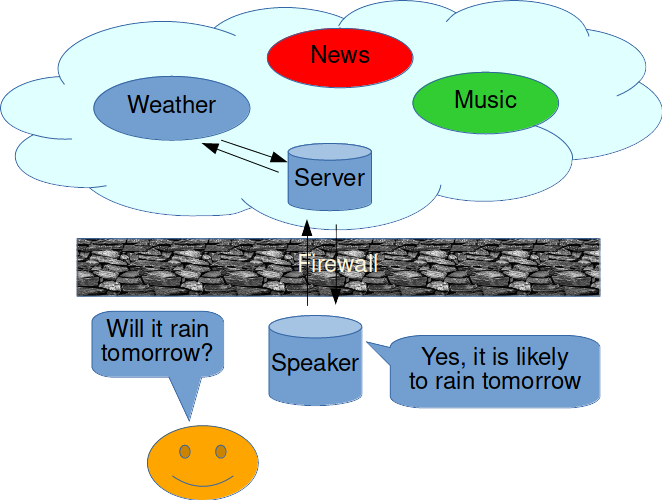 News
Weather
Music
Server
Firewall
Will it rain
tomorrow?
Speaker
Yes, it is likely
to rain tomorrow